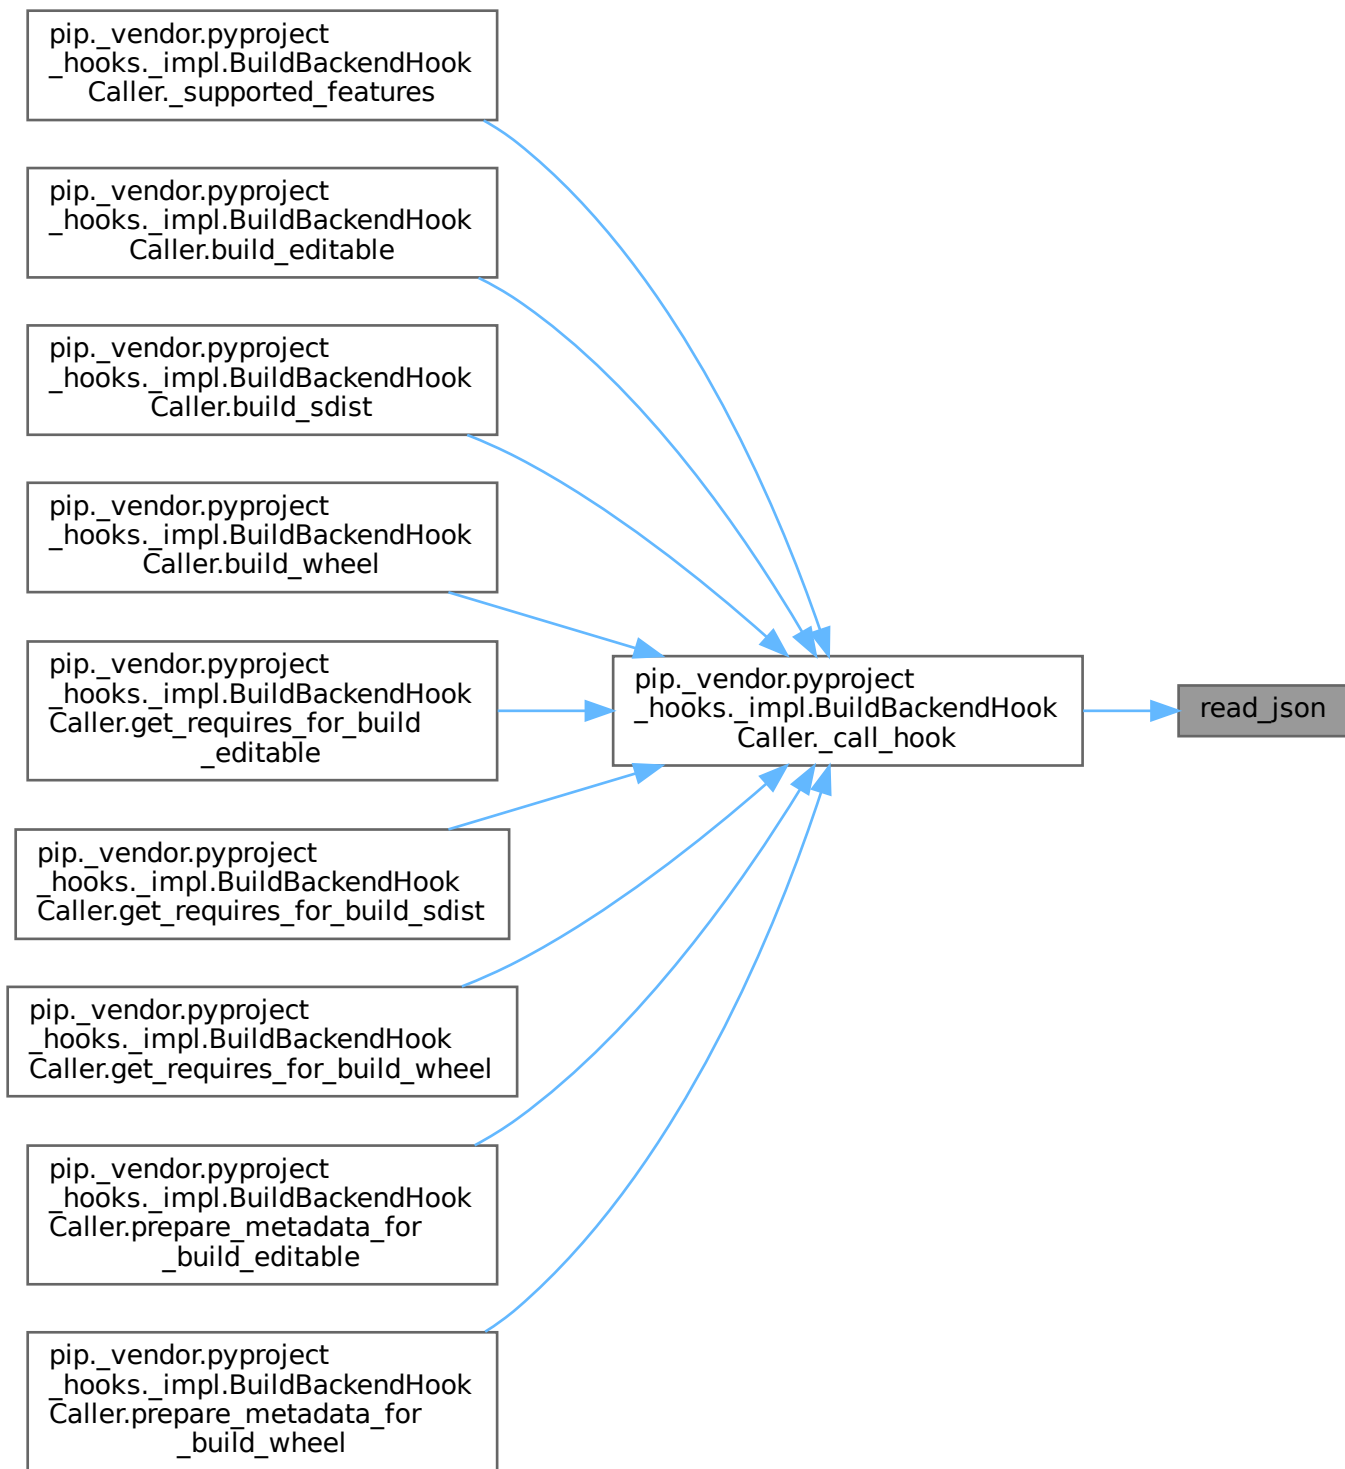 pip._vendor.pyproject
_hooks._impl.BuildBackendHook
Caller._supported_features
pip._vendor.pyproject
_hooks._impl.BuildBackendHook
Caller.build_editable
pip._vendor.pyproject
_hooks._impl.BuildBackendHook
Caller.build_sdist
pip._vendor.pyproject
_hooks._impl.BuildBackendHook
Caller.build_wheel
pip._vendor.pyproject
_hooks._impl.BuildBackendHook
Caller.get_requires_for_build
_editable
pip._vendor.pyproject
_hooks._impl.BuildBackendHook
Caller.get_requires_for_build_sdist
pip._vendor.pyproject
_hooks._impl.BuildBackendHook
Caller.get_requires_for_build_wheel
pip._vendor.pyproject
_hooks._impl.BuildBackendHook
Caller.prepare_metadata_for
_build_editable
pip._vendor.pyproject
_hooks._impl.BuildBackendHook
Caller.prepare_metadata_for
_build_wheel
pip._vendor.pyproject
_hooks._impl.BuildBackendHook
Caller._call_hook
read_json